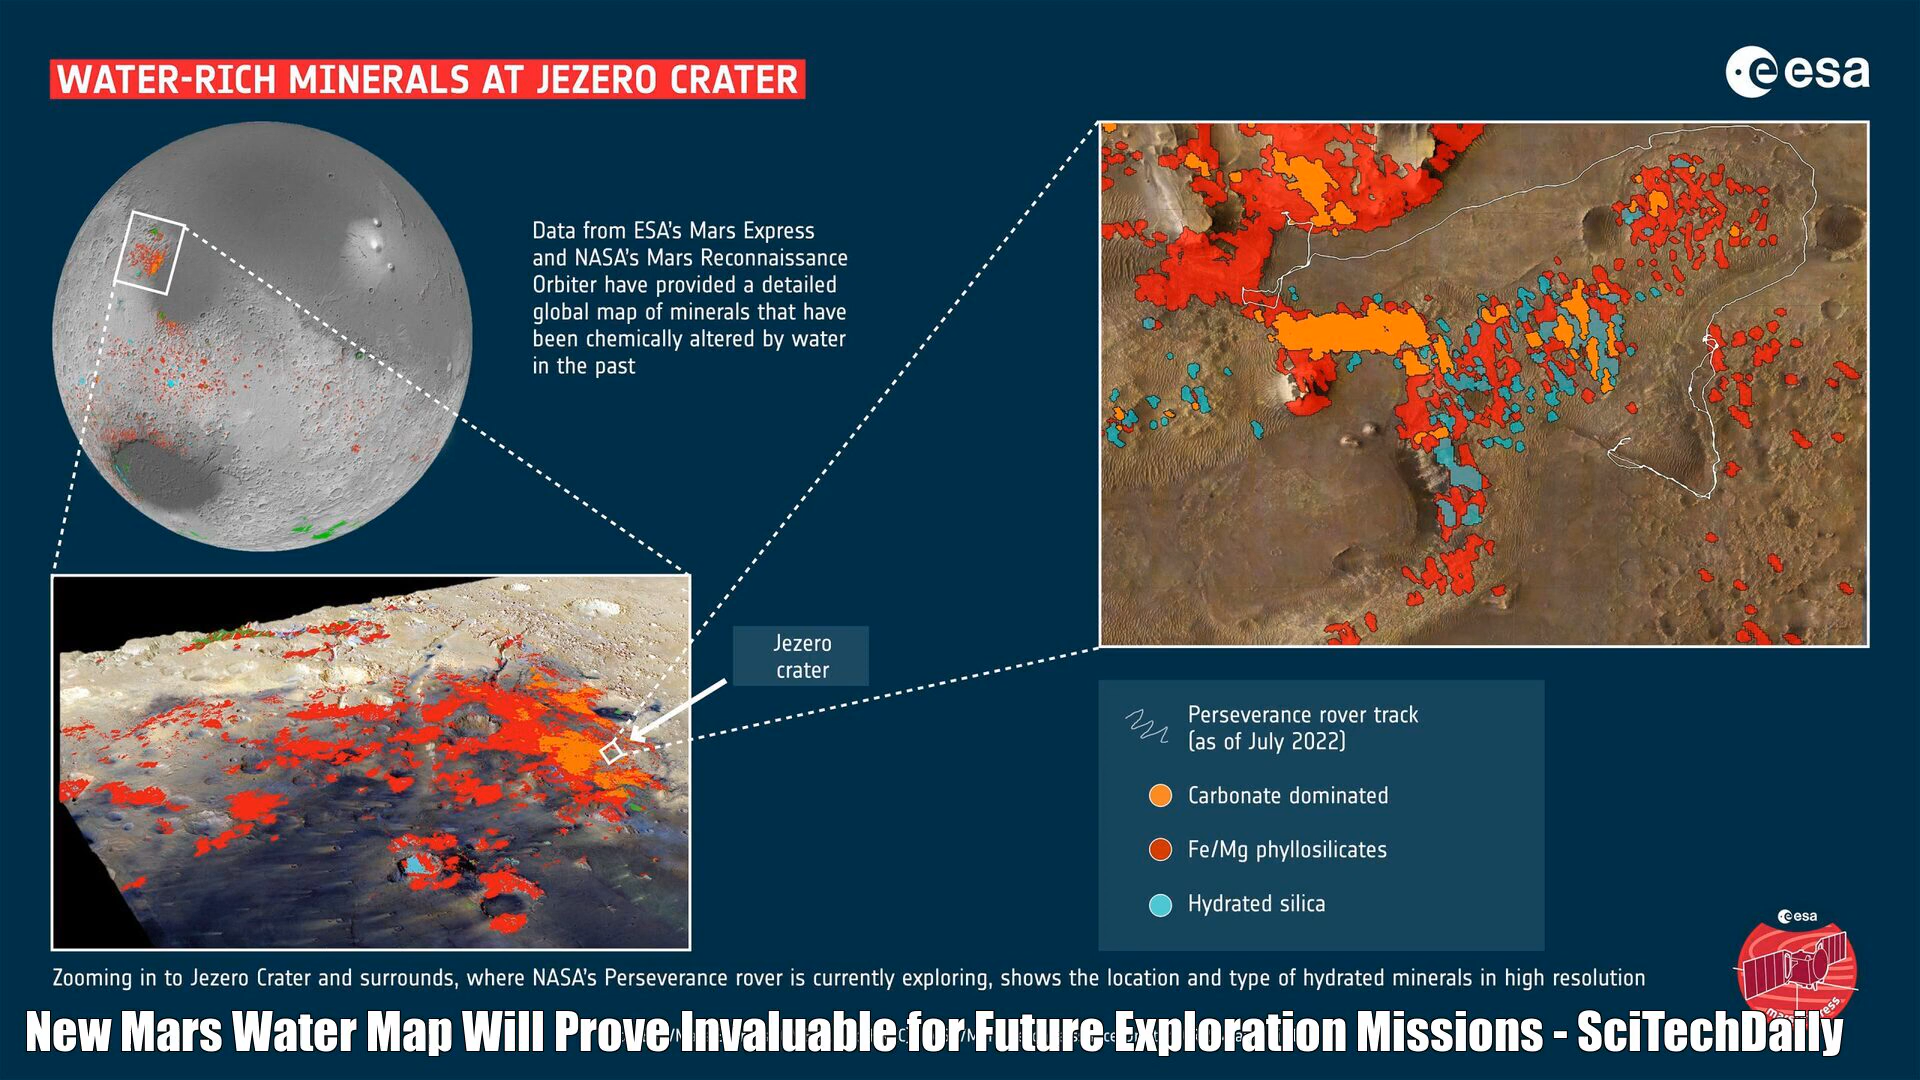 WATER-RICH MINERALS AT JEZERO CRATER
esa
Data from ESA's Mars Express
and NASA's Mars Reconnaissance
Orbiter have provided a detailed
global map of minerals that have
been chemically altered by water
in the past
Jezero
crater
Perseverance rover track
(as of July 2022)
Carbonate dominated
Fe/Mg phyllosilicates
Hydrated silica
esa
Zooming in to Jezero Crater and surrounds, where NASA's Perseverance rover is currently exploring, shows the location and type of hydrated minerals in high resolution
New Mars Water Map Will Prove Invaluable for Future Exploration Missions - SciTechDaily